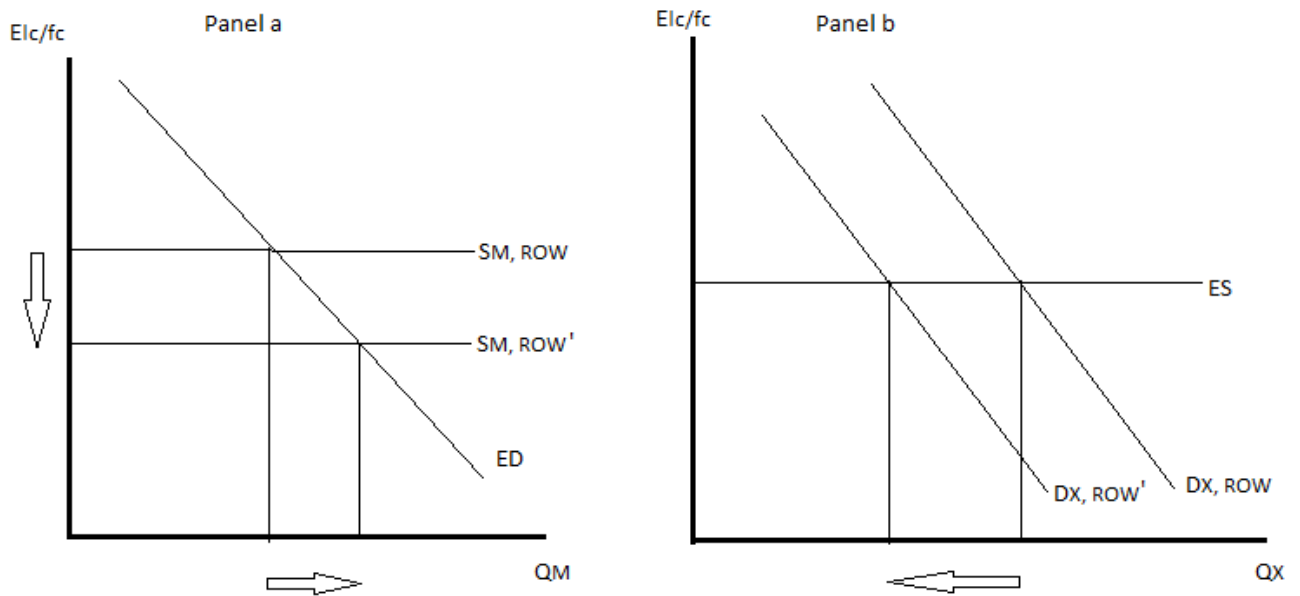 Panel a
Elc/fc
SM, ROW
SM, ROW'
ED
QM
Panel b
Elc/fc
ES
DX, ROW'
DX, ROW
QX